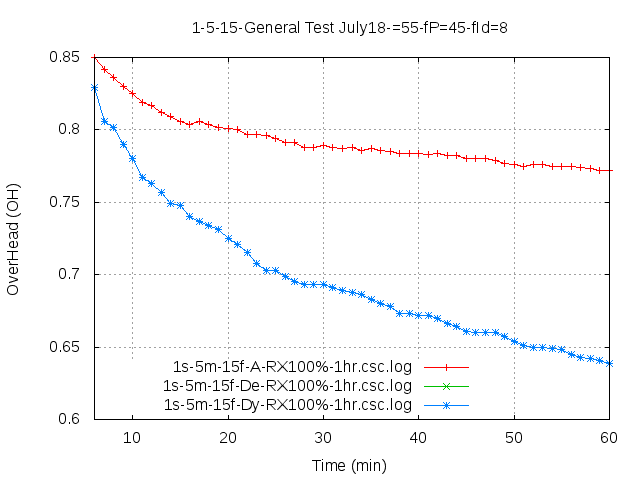 1-5-15-General Test July18-=55-fP=45-fId=8
0.85
0.8
0.75
0.7
0.65
0.6
OverHead (OH)
1s-5m-15f-A-RX100%-1hr.csc.log
1s-5m-15f-De-RX100%-1hr.csc.log
1s-5m-15f-Dy-RX100%-1hr.csc.log
10 20 30 40 50 60
Time (min)